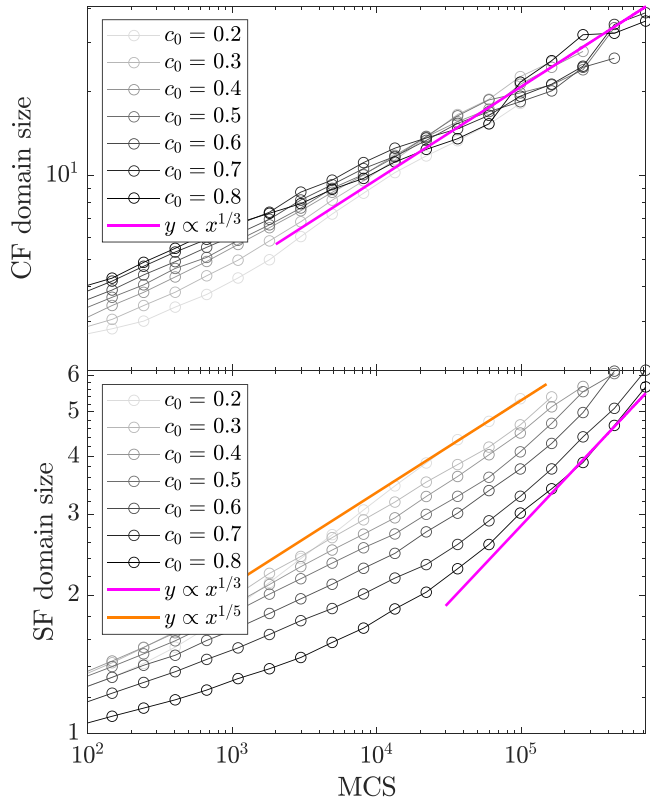 CF domain size
10¹
c₀ = 0.2
c₀ = 0.3
c₀ = 0.4
c₀ = 0.5
c₀ = 0.6
c₀ = 0.7
c₀ = 0.8
y ∝ x^{1/3}
SF domain size
6
5
4
3
2
1
c₀ = 0.2
c₀ = 0.3
c₀ = 0.4
c₀ = 0.5
c₀ = 0.6
c₀ = 0.7
c₀ = 0.8
y ∝ x^{1/3}
y ∝ x^{1/5}
10² 10³ 10⁴ 10⁵
MCS